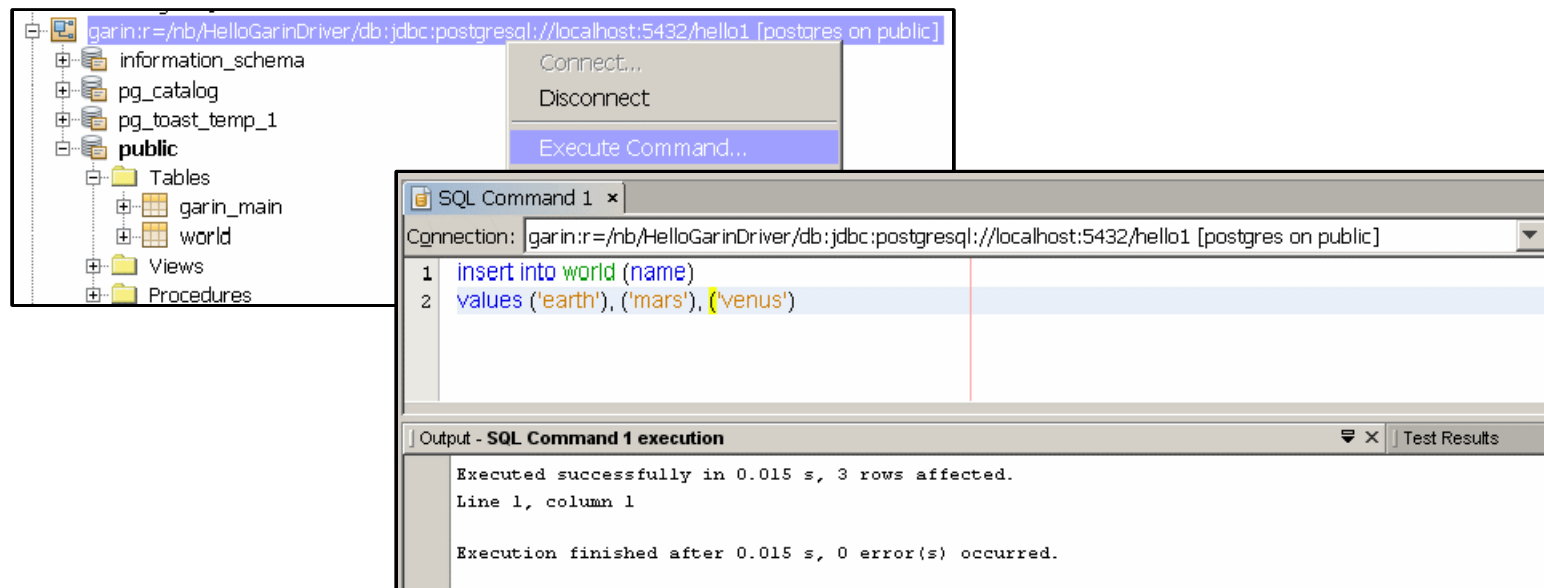 garin:r=/nb/HelloGarinDriver/db:jdbc:postgresql://localhost:5432/hello1 [postgres on public]
information_schema
pg_catalog
pg_toast_temp_1
public
Tables
garin_main
world
Views
Procedures
Connect...
Disconnect
Execute Command...
SQL Command 1 ×
Connection: garin:r=/nb/HelloGarinDriver/db:jdbc:postgresql://localhost:5432/hello1 [postgres on public]
1 insert into world (name)
2 values ('earth'), ('mars'), ('venus')
Output - SQL Command 1 execution
Test Results
Executed successfully in 0.015 s, 3 rows affected.
Line 1, column 1
Execution finished after 0.015 s, 0 error(s) occurred.